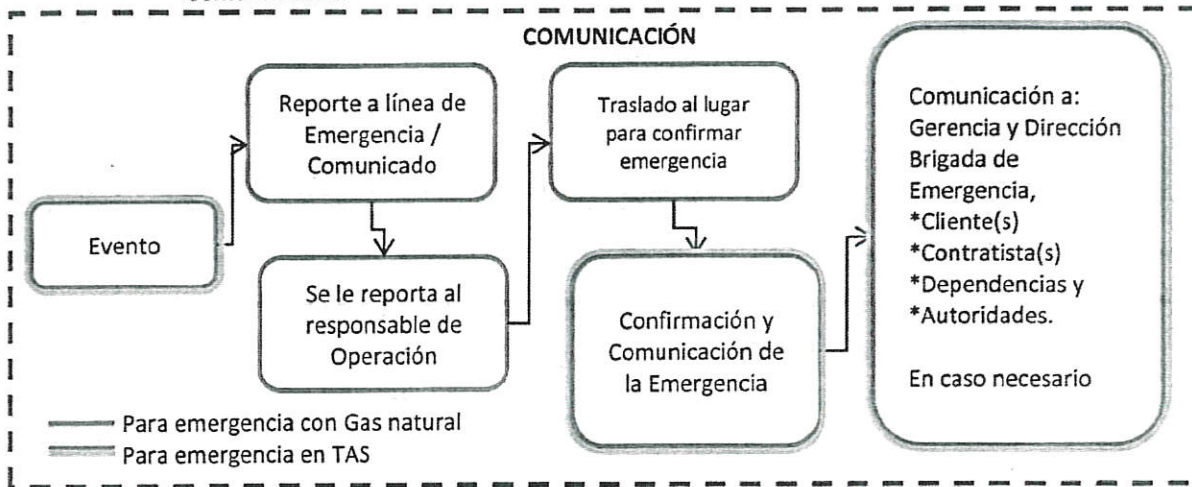 COMUNICACIÓN
Evento
Reporte a línea de
Emergencia /
Comunicado
Se le reporta al
responsable de
Operación
Traslado al lugar
para confirmar
emergencia
Confirmación y
Comunicación de
la Emergencia
Comunicación a:
Gerencia y Dirección
Brigada de
Emergencia,
*Cliente(s)
*Contratista(s)
*Dependencias y
*Autoridades.
En caso necesario
Para emergencia con Gas natural
Para emergencia en TAS